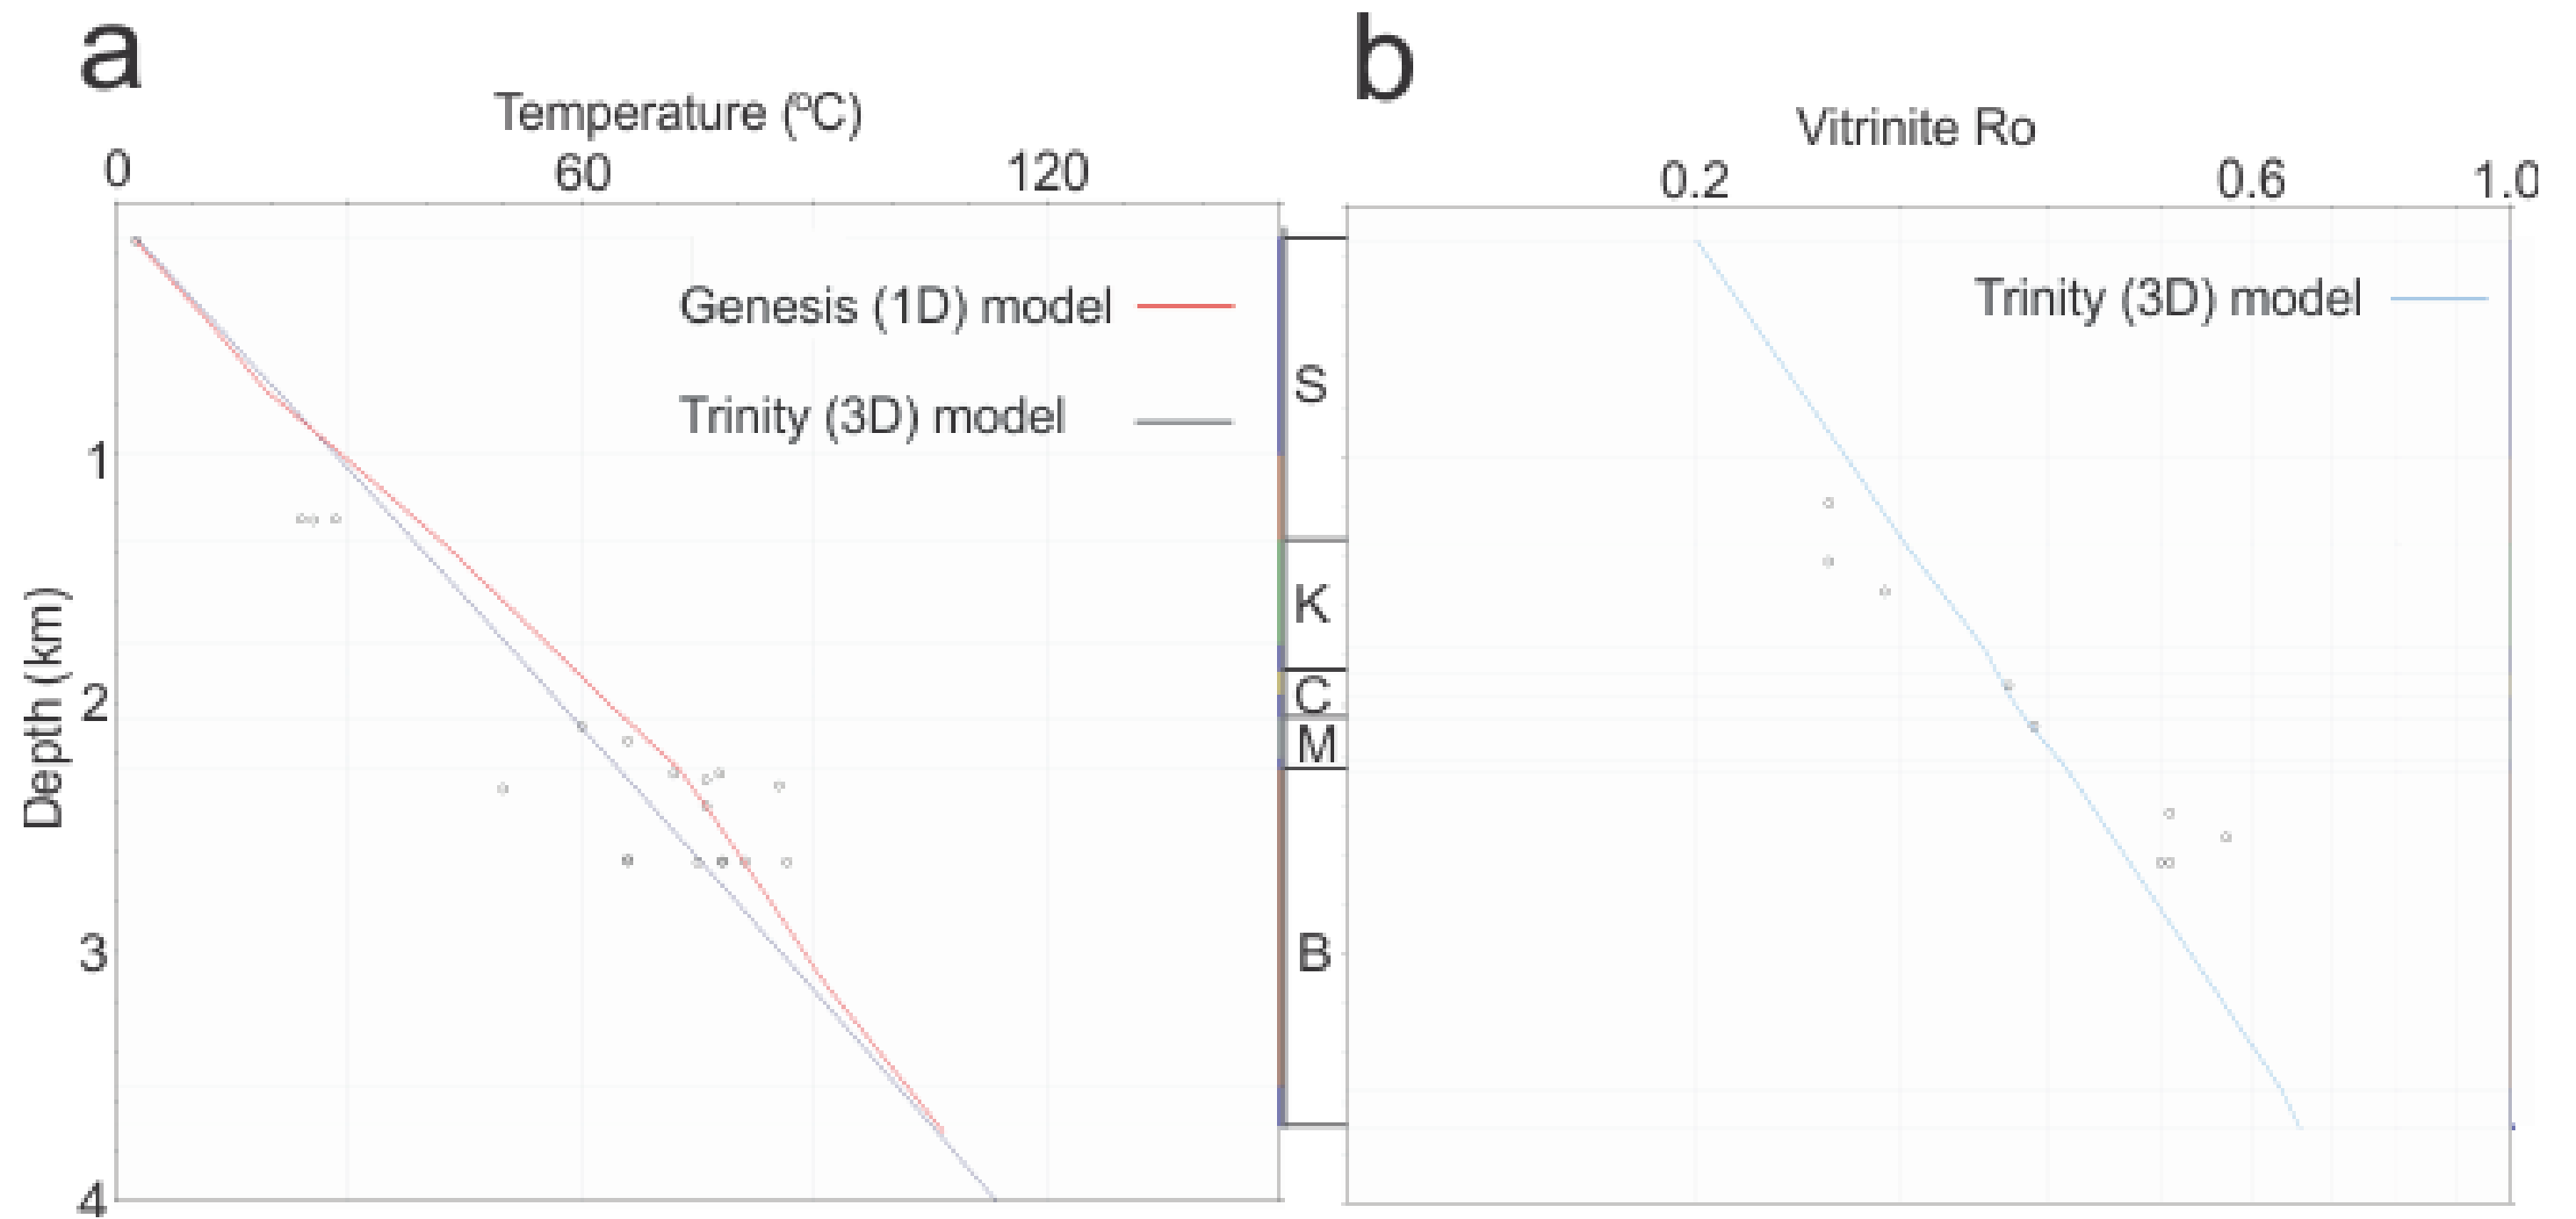 a
Temperature (ºC)
0 60 120
Genesis (1D) model
Trinity (3D) model
Depth (km)
1
2
3
4
S
K
C
M
B
b
Vitrinite Ro
0.2 0.6 1.0
Trinity (3D) model